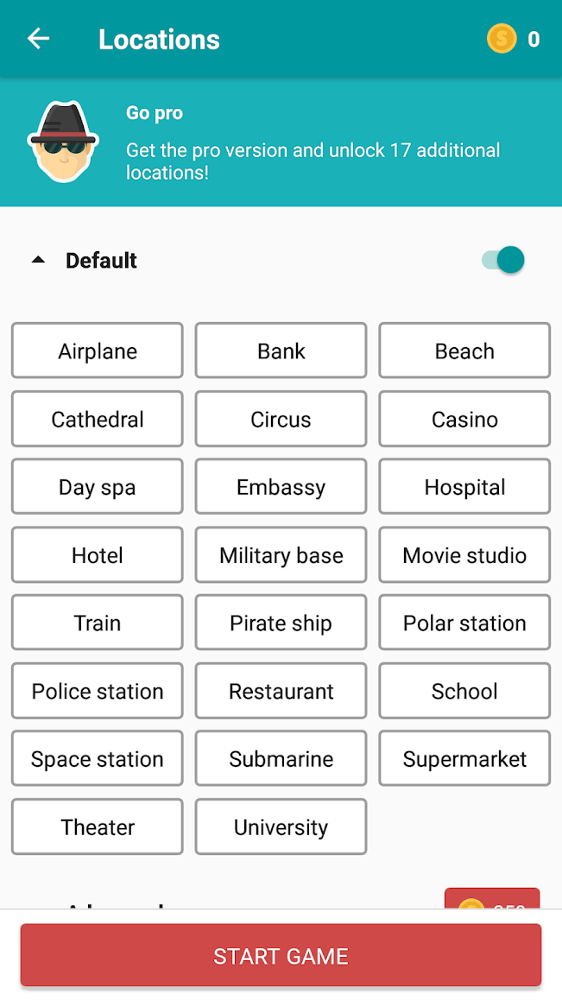 Locations
0
Go pro
Get the pro version and unlock 17 additional
locations!
Default
Airplane
Bank
Beach
Cathedral
Circus
Casino
Day spa
Embassy
Hospital
Hotel
Military base
Movie studio
Train
Pirate ship
Polar station
Police station
Restaurant
School
Space station
Submarine
Supermarket
Theater
University
START GAME